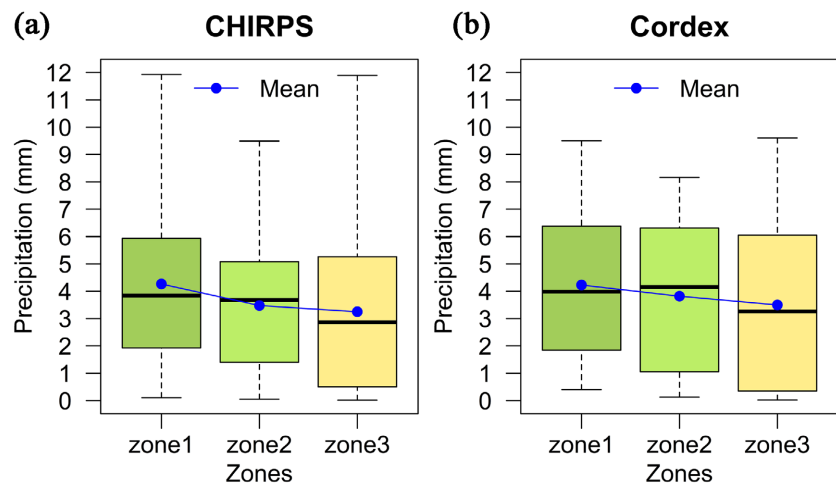 (a) CHIRPS
Mean
Precipitation (mm)
12
11
10
9
8
7
6
5
4
3
2
1
0
zone1 zone2 zone3
Zones
(b) Cordex
Mean
Precipitation (mm)
12
11
10
9
8
7
6
5
4
3
2
1
0
zone1 zone2 zone3
Zones